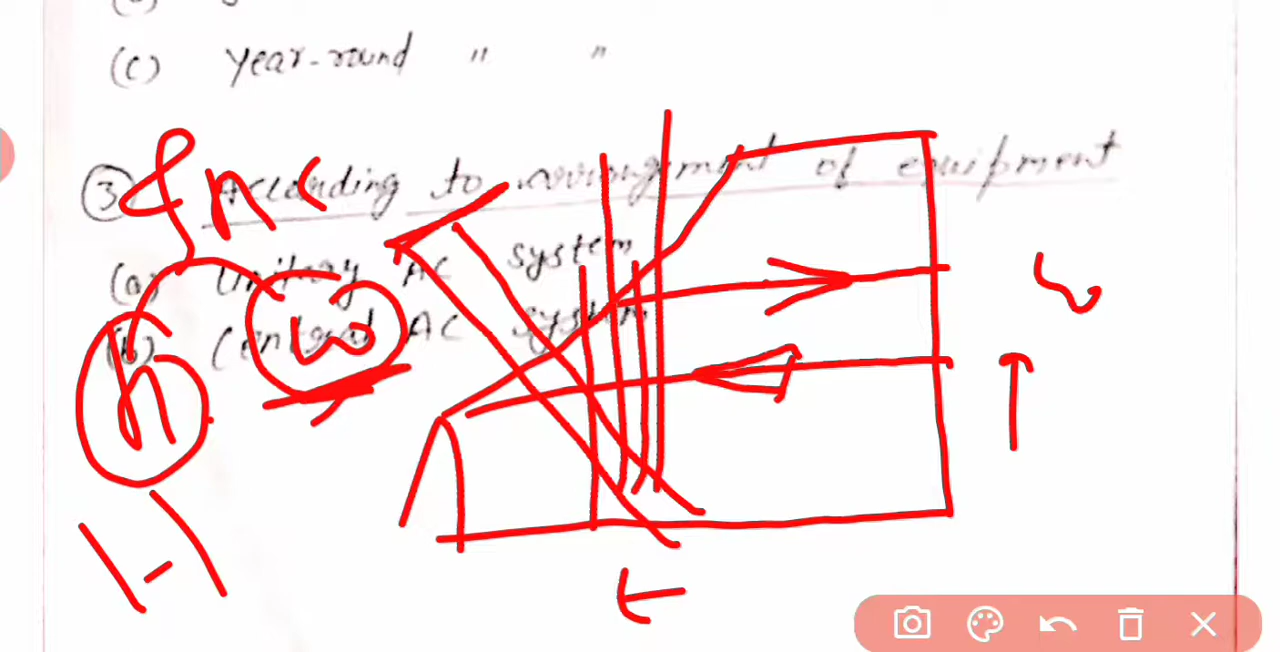 (c) Year-round " "
③ According to arrangement of equipment
(a) Unitary AC system
(b) Central AC system
h
ω
ω
t
H